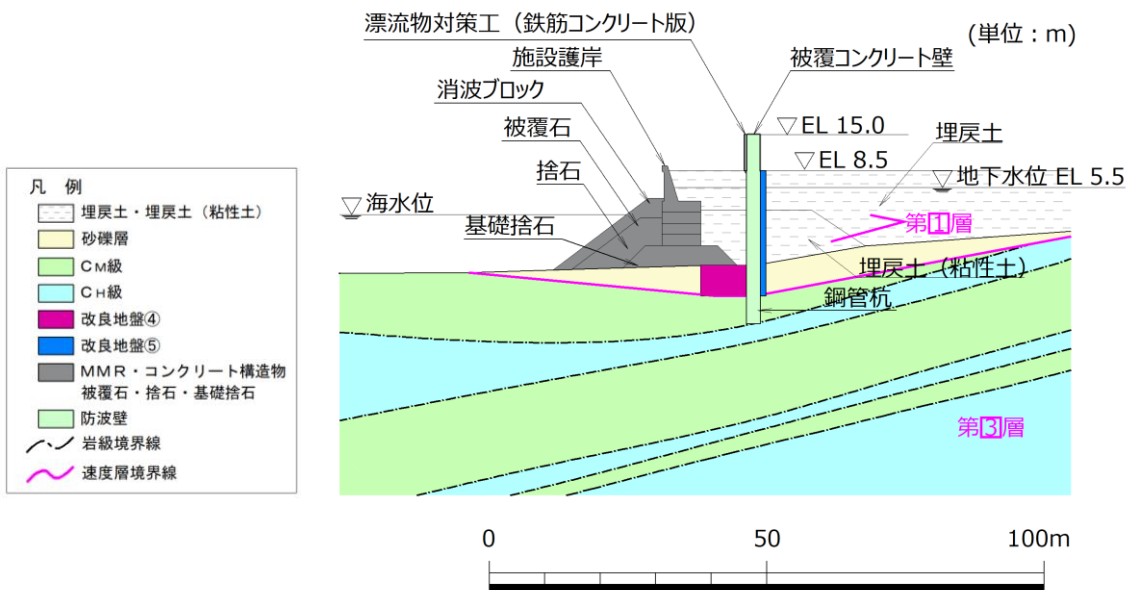 漂流物対策工（鉄筋コンクリート版）
(単位：m)
施設護岸
被覆コンクリート壁
消波ブロック
被覆石
EL 15.0
埋戻土
捨石
EL 8.5
地下水位 EL 5.5
海水位
基礎捨石
第1層
埋戻土（粘性土）
鋼管杭
第3層
凡　例
埋戻土・埋戻土（粘性土）
砂礫層
CM級
CH級
改良地盤④
改良地盤⑤
MMR・コンクリート構造物
被覆石・捨石・基礎捨石
防波壁
岩級境界線
速度層境界線
0 50 100m